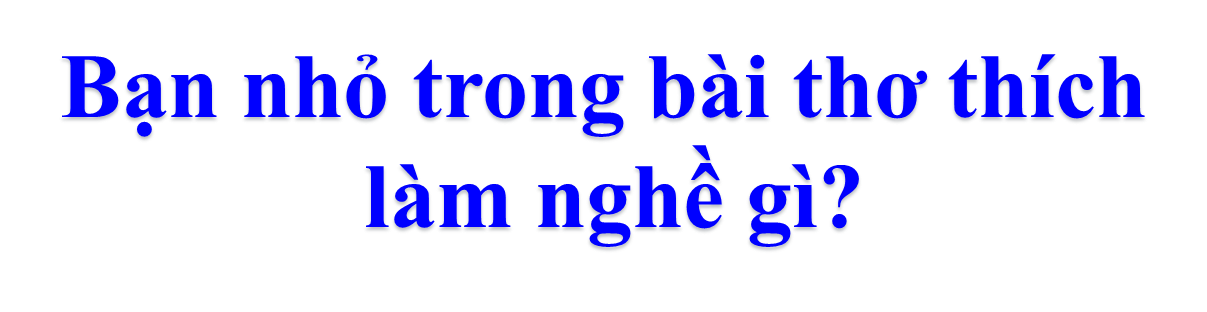 Bạn nhỏ trong bài thơ thích
làm nghề gì?